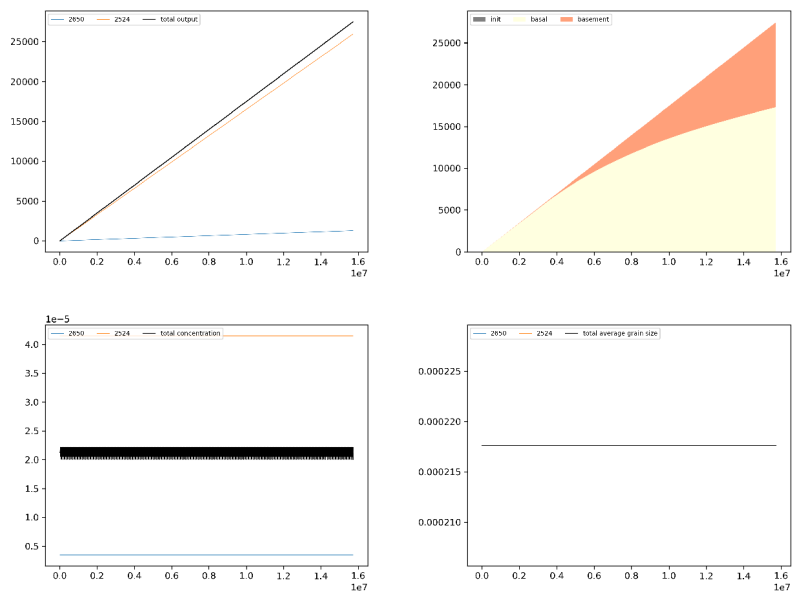 2650 2524 total output
25000
20000
15000
10000
5000
0
0.0 0.2 0.4 0.6 0.8 1.0 1.2 1.4 1.6
1e7
init basal basement
25000
20000
15000
10000
5000
0
0.0 0.2 0.4 0.6 0.8 1.0 1.2 1.4 1.6
1e7
1e−5
2650 2524 total concentration
4.0
3.5
3.0
2.5
2.0
1.5
1.0
0.5
0.0 0.2 0.4 0.6 0.8 1.0 1.2 1.4 1.6
1e7
2650 2524 total average grain size
0.000225
0.000220
0.000215
0.000210
0.0 0.2 0.4 0.6 0.8 1.0 1.2 1.4 1.6
1e7